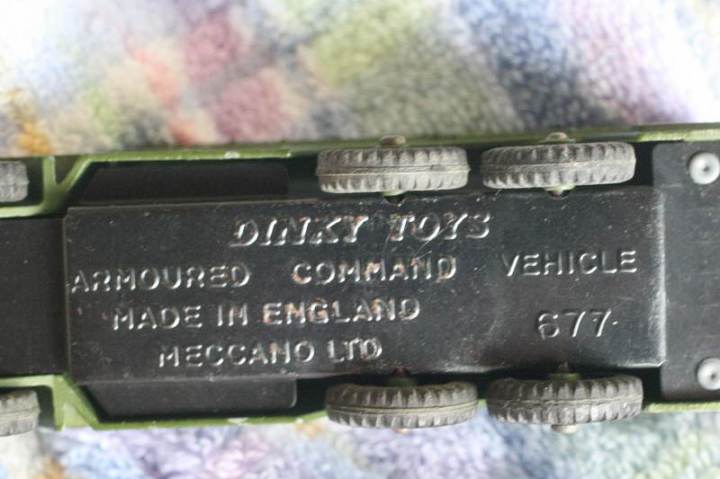 DINKY TOYS
ARMOURED COMMAND VEHICLE
MADE IN ENGLAND 677
MECCANO LTD